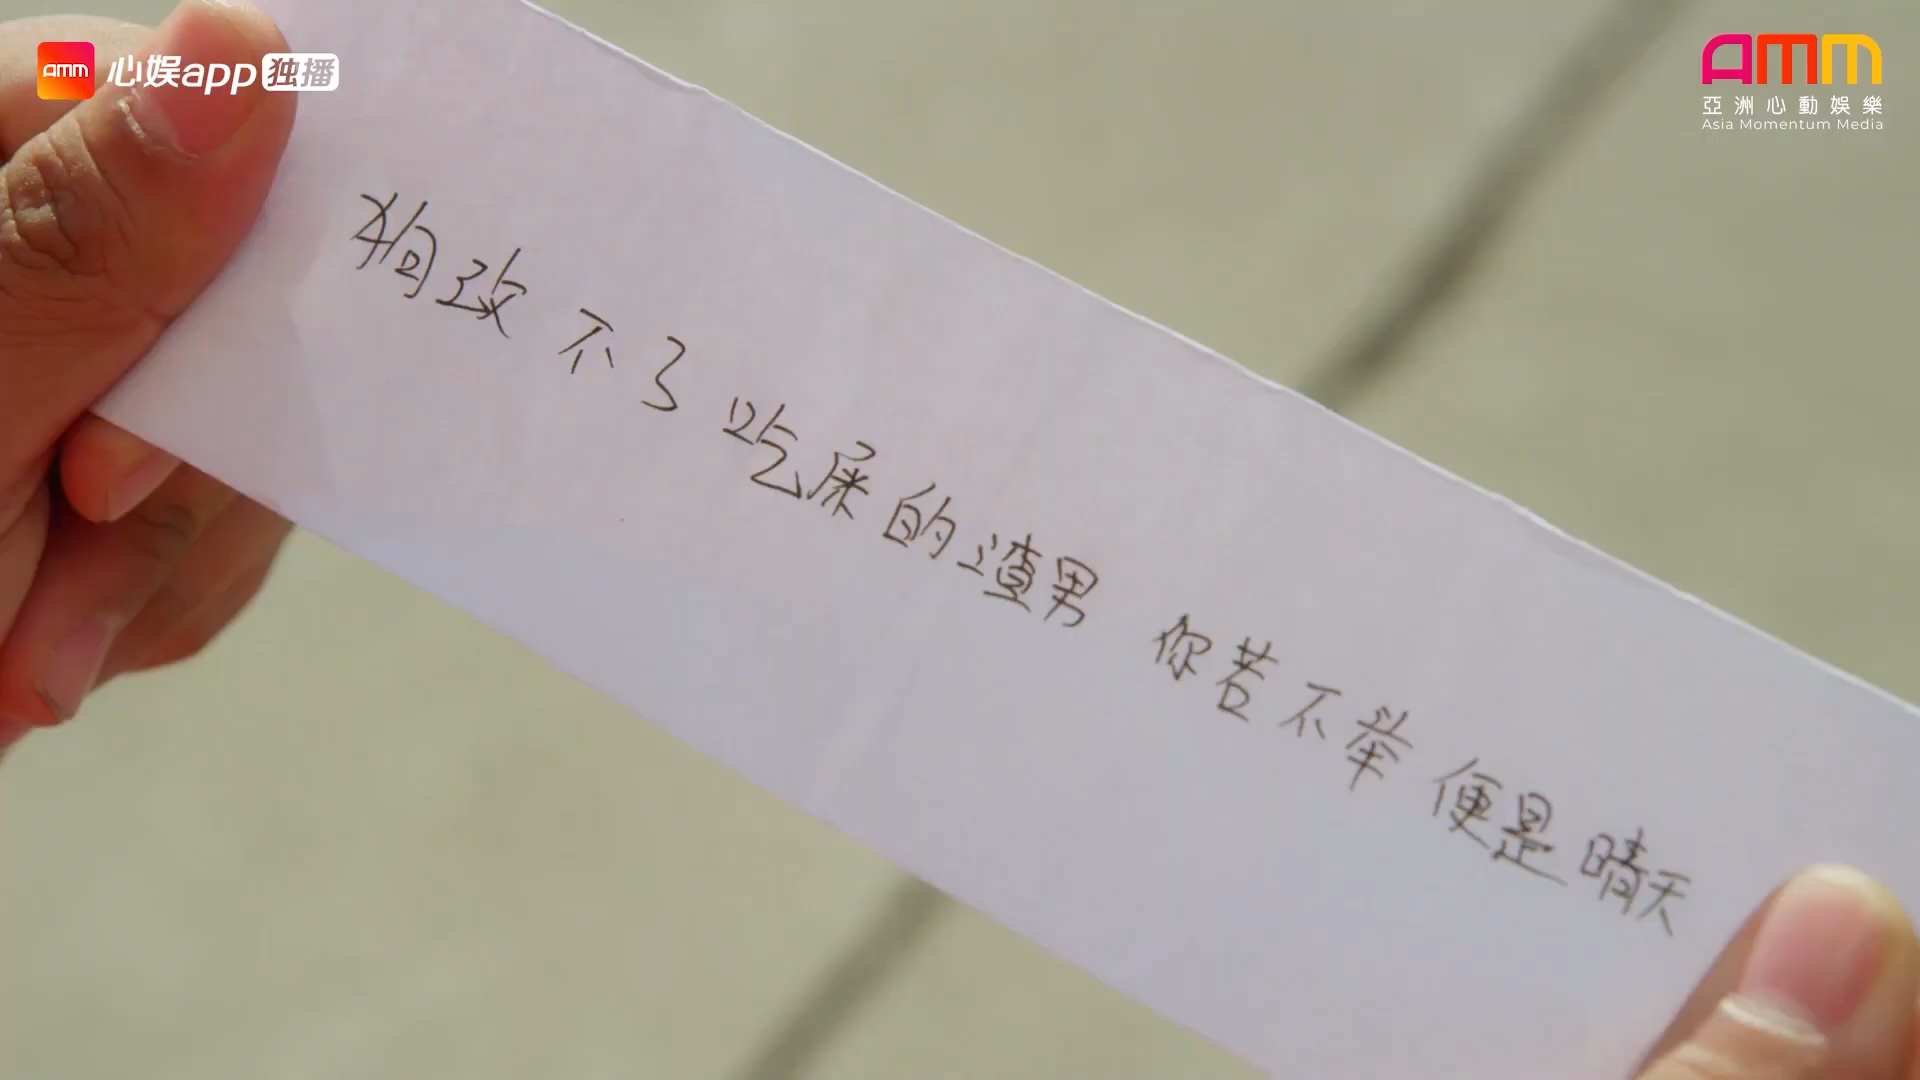 AMM 心娱app 独播
AMM
亞洲心動娛樂
Asia Momentum Media
狗改不了吃屎的渣男 你若不举 便是晴天